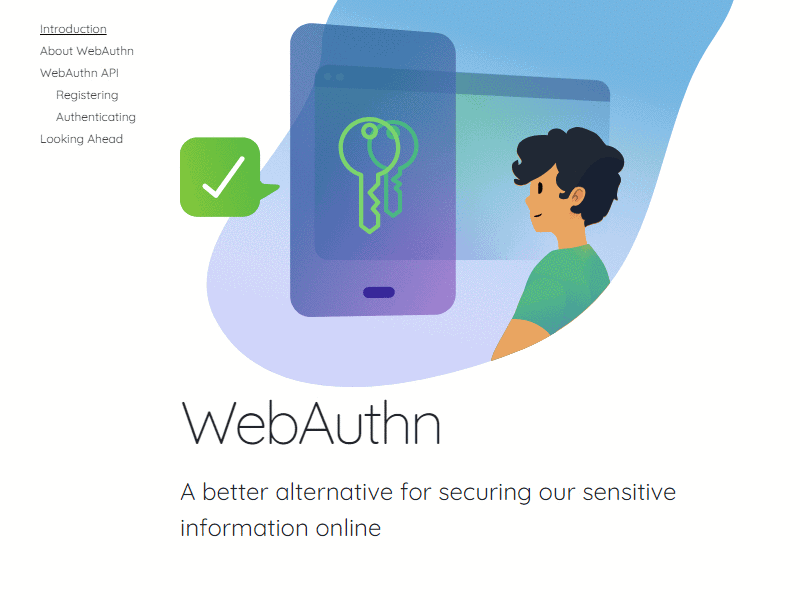 Introduction
About WebAuthn
WebAuthn API
Registering
Authenticating
Looking Ahead
WebAuthn
A better alternative for securing our sensitive
information online